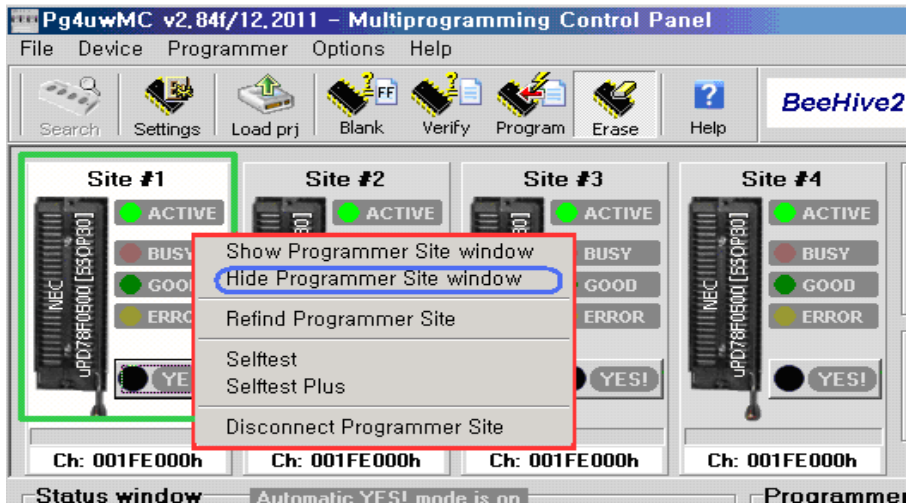 Pg4uwMC v2.84f/12.2011 - Multiprogramming Control Panel
File Device Programmer Options Help
FF
?
Search Settings Load prj Blank Verify Program Erase Help
BeeHive2
Site #1 Site #2 Site #3 Site #4
ACTIVE ACTIVE ACTIVE ACTIVE
BUSY BUSY BUSY
GOOD GOOD
ERROR ERROR
YES! YES!
NEC
uPD78F0500 [SSOP30]
NEC
uPD78F0500 [SSOP30]
Show Programmer Site window
Hide Programmer Site window
Refind Programmer Site
Selftest
Selftest Plus
Disconnect Programmer Site
Ch: 001FE000h Ch: 001FE000h Ch: 001FE000h Ch: 001FE000h
Status window Automatic YES! mode is on Programmer